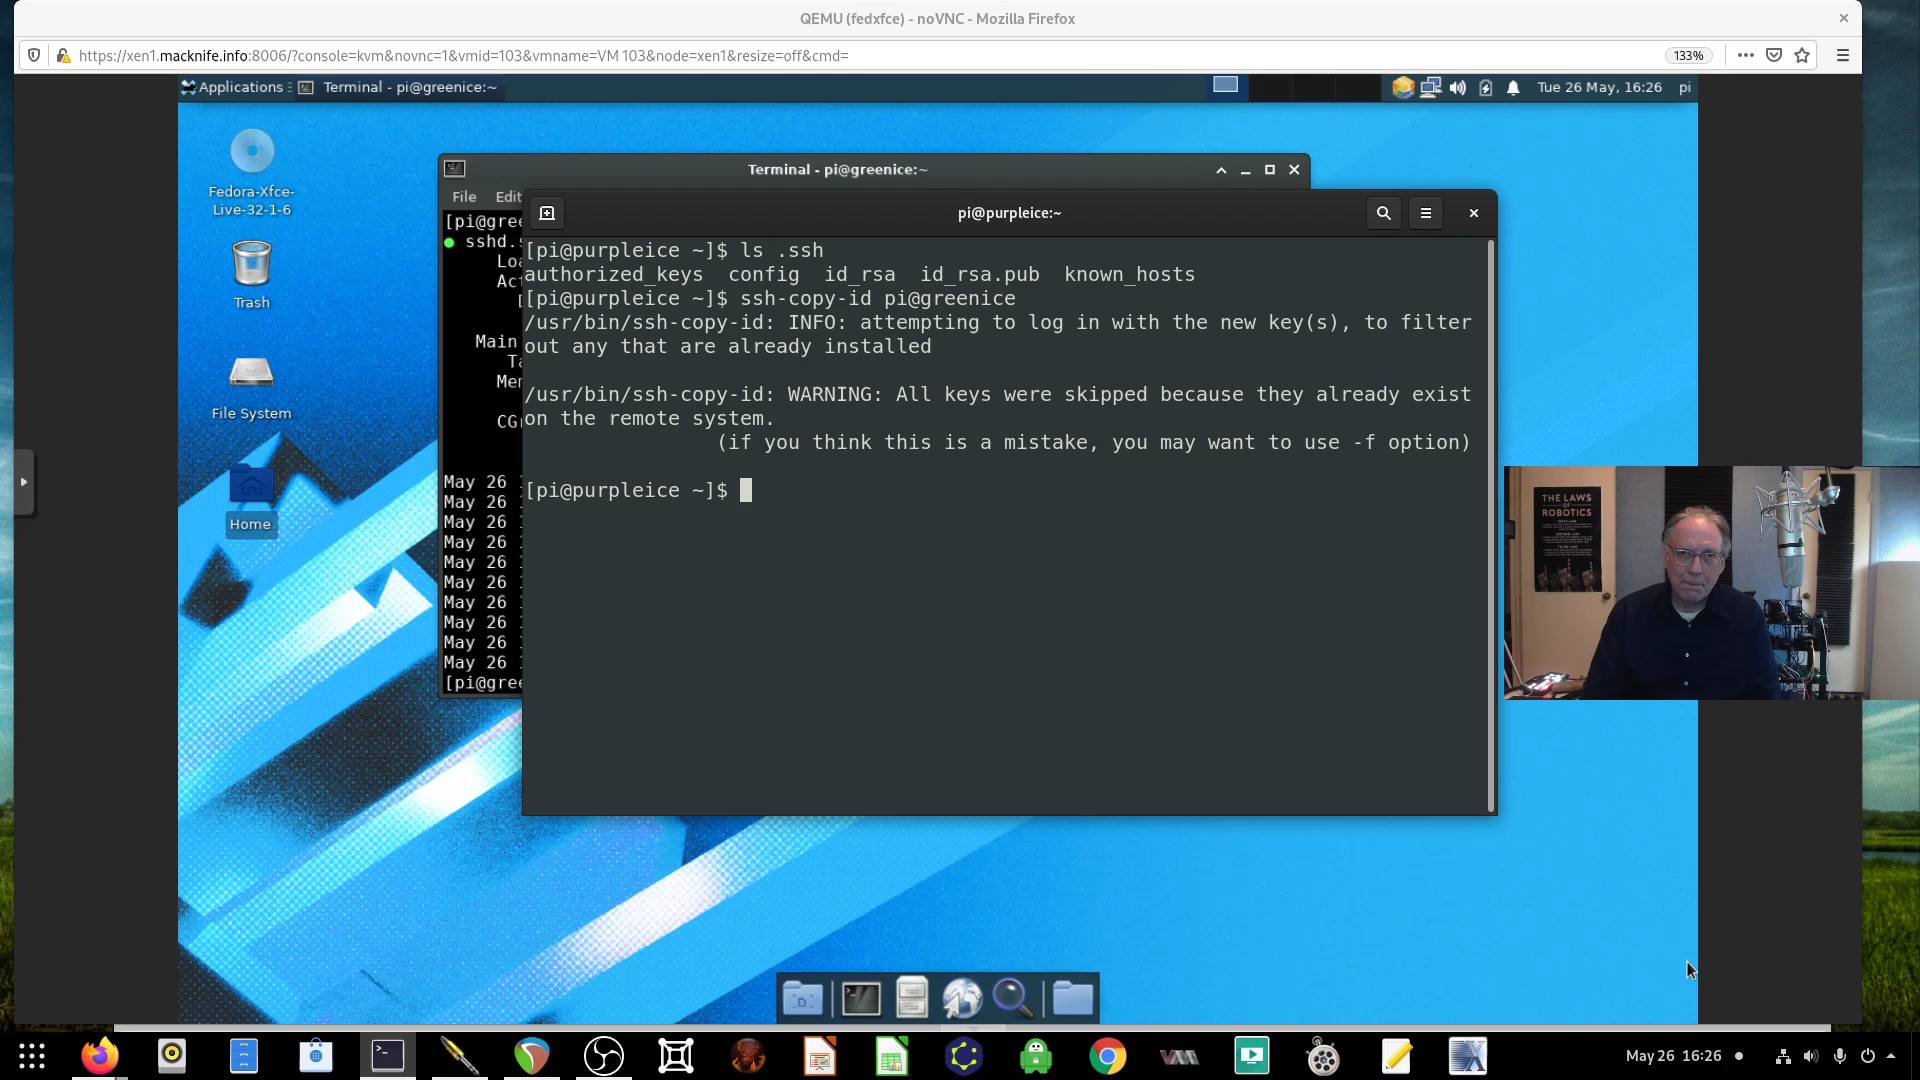 QEMU (fedxfce) - noVNC - Mozilla Firefox
https://xen1.macknife.info:8006/?console=kvm&novnc=1&vmid=103&vmname=VM 103&node=xen1&resize=off&cmd=
133%
Applications
Terminal - pi@greenice:~
Tue 26 May, 16:26
pi
Fedora-Xfce-
Live-32-1-6
Trash
File System
Home
Terminal - pi@greenice:~
File Edit
[pi@gree
sshd.s
Loa
Act
Main
Ta
Mem
CGr
May 26
May 26
May 26
May 26
May 26
May 26
May 26
May 26
May 26
May 26
[pi@gree
pi@purpleice:~
[pi@purpleice ~]$ ls .ssh
authorized_keys config id_rsa id_rsa.pub known_hosts
[pi@purpleice ~]$ ssh-copy-id pi@greenice
/usr/bin/ssh-copy-id: INFO: attempting to log in with the new key(s), to filter
out any that are already installed
/usr/bin/ssh-copy-id: WARNING: All keys were skipped because they already exist
on the remote system.
(if you think this is a mistake, you may want to use -f option)
[pi@purpleice ~]$
THE LAWS
OF
ROBOTICS
May 26 16:26